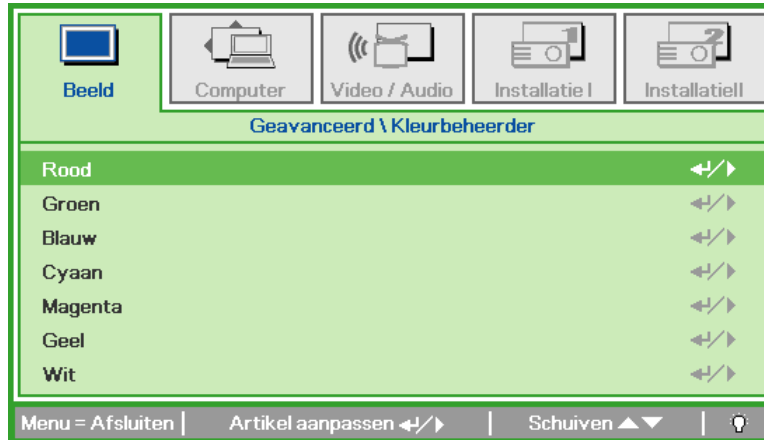 Beeld
Computer
Video / Audio
Installatie I
InstallatieII
Geavanceerd \ Kleurbeheerder
Rood
Groen
Blauw
Cyaan
Magenta
Geel
Wit
Menu = Afsluiten | Artikel aanpassen ↵/▶ | Schuiven ▲▼ |